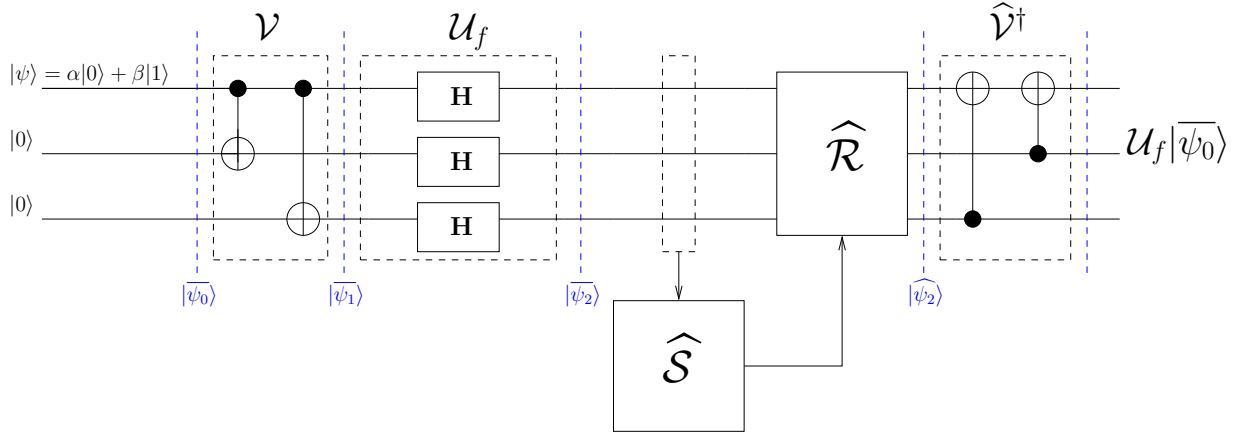 𝒱 𝒰_f 𝒱̂†
|ψ⟩ = α|0⟩ + β|1⟩
H
|0⟩
H
ℛ̂
𝒰_f|ψ̅₀⟩
|0⟩
H
|ψ̅₀⟩ |ψ̅₁⟩ |ψ̅₂⟩ |ψ̂₂⟩
𝒮̂